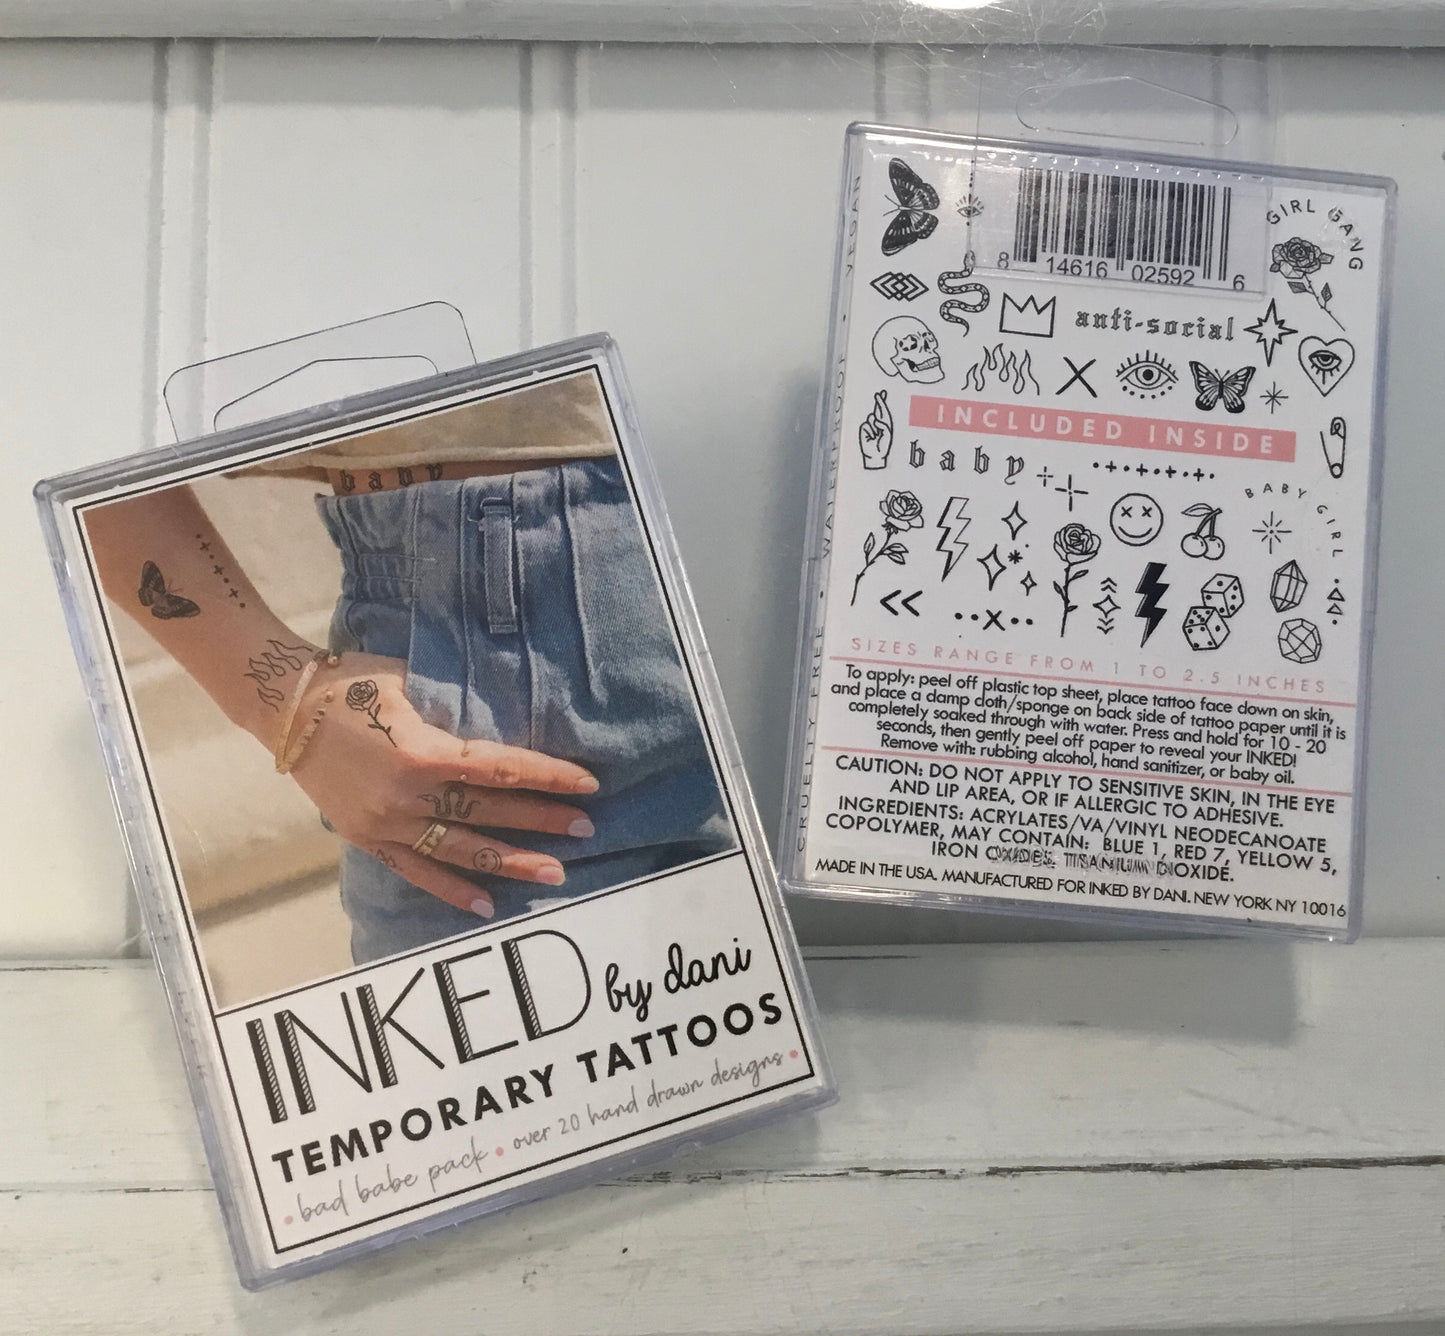 baby
INKED by dani
TEMPORARY TATTOOS
• bad babe pack • over 20 hand drawn designs •
CRUELTY FREE • WATERPROOF • VEGAN
8 14616 02592 6
GIRL GANG
anti-social
INCLUDED INSIDE
baby
BABY GIRL
SIZES RANGE FROM 1 TO 2.5 INCHES
To apply: peel off plastic top sheet, place tattoo face down on skin,
and place a damp cloth/sponge on back side of tattoo paper until it is
completely soaked through with water. Press and hold for 10 - 20
seconds, then gently peel off paper to reveal your INKED!
Remove with: rubbing alcohol, hand sanitizer, or baby oil.
CAUTION: DO NOT APPLY TO SENSITIVE SKIN, IN THE EYE
AND LIP AREA, OR IF ALLERGIC TO ADHESIVE.
INGREDIENTS: ACRYLATES/VA/VINYL NEODECANOATE
COPOLYMER, MAY CONTAIN: BLUE 1, RED 7, YELLOW 5,
IRON OXIDES, TITANIUM DIOXIDE.
MADE IN THE USA. MANUFACTURED FOR INKED BY DANI. NEW YORK NY 10016